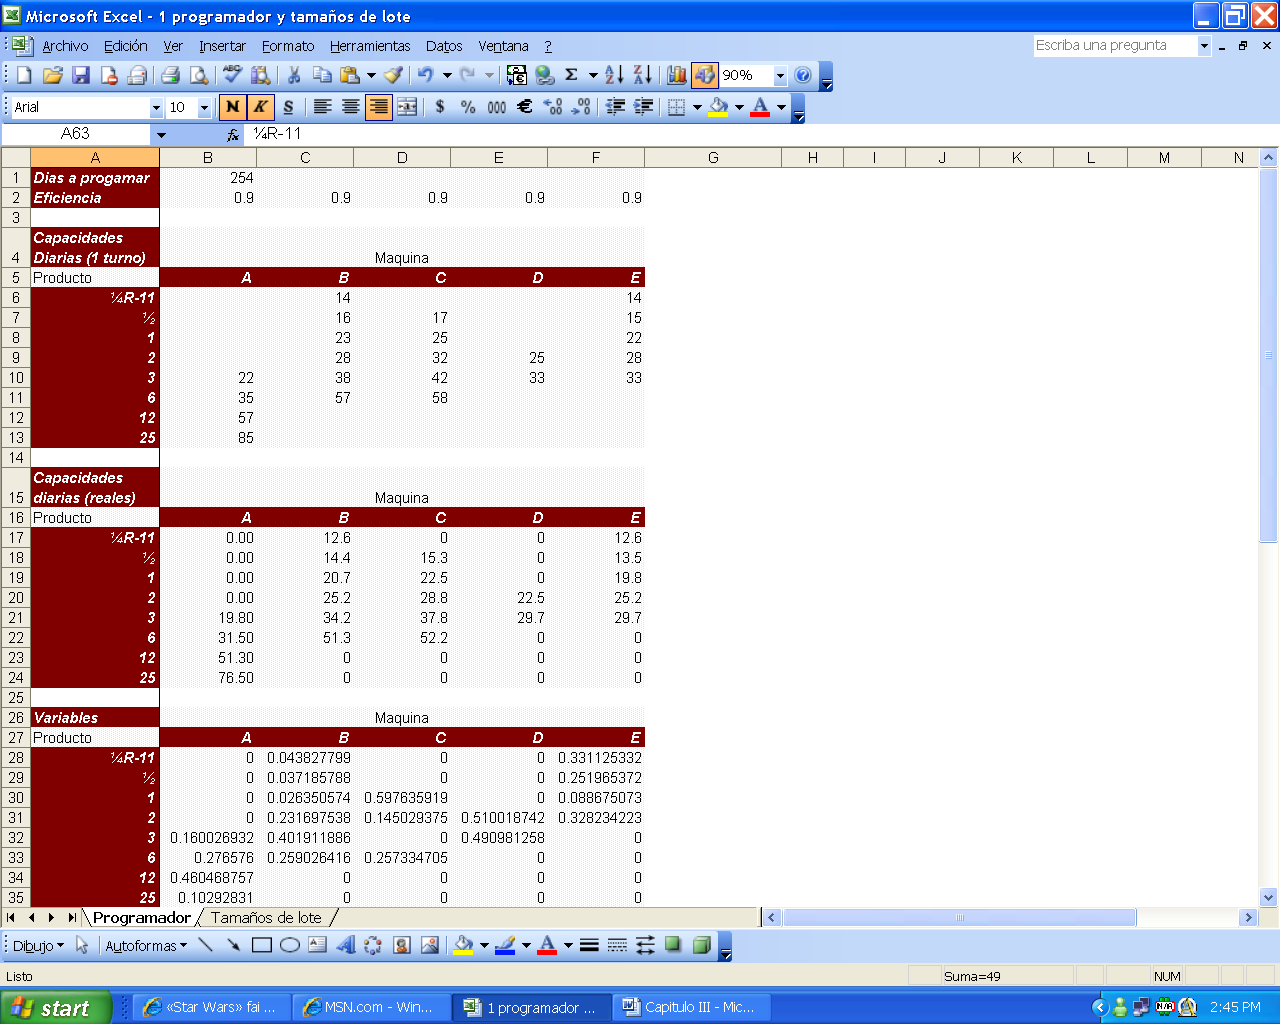 Microsoft Excel - 1 programador y tamaños de lote
Archivo Edición Ver Insertar Formato Herramientas Datos Ventana ? Escriba una pregunta
90%
Arial 10 N K S $ % 000 €
A63 fx ¼R-11
A B C D E F G H I J K L M N
1 Dias a progamar 254
2 Eficiencia 0.9 0.9 0.9 0.9 0.9
3
Capacidades
4 Diarias (1 turno) Maquina
5 Producto A B C D E
6 ¼R-11 14 14
7 ½ 16 17 15
8 1 23 25 22
9 2 28 32 25 28
10 3 22 38 42 33 33
11 6 35 57 58
12 12 57
13 25 85
14
Capacidades
15 diarias (reales) Maquina
16 Producto A B C D E
17 ¼R-11 0.00 12.6 0 0 12.6
18 ½ 0.00 14.4 15.3 0 13.5
19 1 0.00 20.7 22.5 0 19.8
20 2 0.00 25.2 28.8 22.5 25.2
21 3 19.80 34.2 37.8 29.7 29.7
22 6 31.50 51.3 52.2 0 0
23 12 51.30 0 0 0 0
24 25 76.50 0 0 0 0
25
26 Variables Maquina
27 Producto A B C D E
28 ¼R-11 0 0.043827799 0 0 0.331125332
29 ½ 0 0.037185788 0 0 0.251965372
30 1 0 0.026350574 0.597635919 0 0.088675073
31 2 0 0.231697538 0.145029375 0.510018742 0.328234223
32 3 0.160026932 0.401911886 0 0.490981258 0
33 6 0.276576 0.259026416 0.257334705 0 0
34 12 0.460468757 0 0 0 0
35 25 0.10292831 0 0 0 0
Programador Tamaños de lote
Dibujo Autoformas
Listo Suma=49 NUM
start «Star Wars» fai ... MSN.com - Win... 1 programador ... Capitulo III - Mic... N/A 2:45 PM